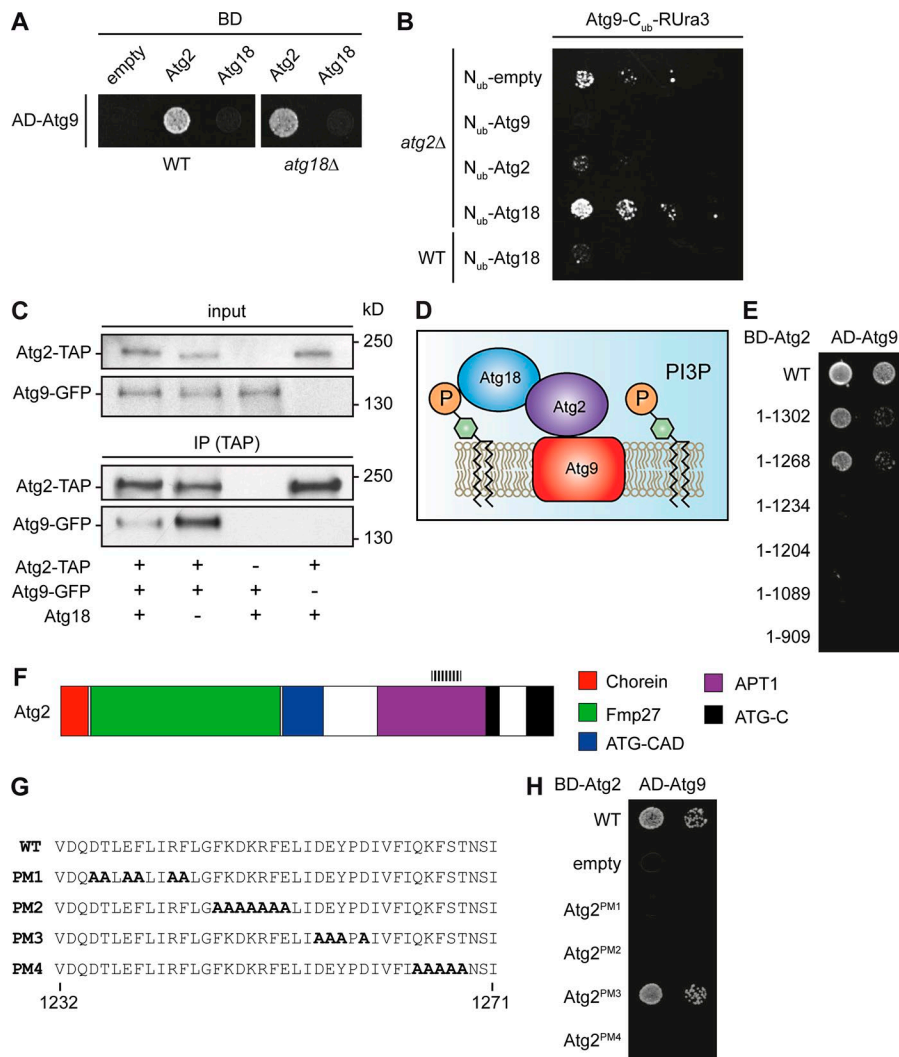 A
BD
empty Atg2 Atg18 Atg2 Atg18
AD-Atg9
WT atg18Δ
B
Atg9-Cub-RUra3
Nub-empty
Nub-Atg9
atg2Δ
Nub-Atg2
Nub-Atg18
WT Nub-Atg18
C
input kD
Atg2-TAP 250
Atg9-GFP 130
IP (TAP)
Atg2-TAP 250
Atg9-GFP 130
Atg2-TAP + + - +
Atg9-GFP + + + -
Atg18 + - + +
D
PI3P
Atg18
P Atg2 P
Atg9
E
BD-Atg2 AD-Atg9
WT
1-1302
1-1268
1-1234
1-1204
1-1089
1-909
F
Atg2
Chorein
Fmp27
ATG-CAD
APT1
ATG-C
G
WT VDQDTLEFLIRFLGFKDKRFELIDEYPDIVFIQKFSTNSI
PM1 VDQAALAALIAALGFKDKRFELIDEYPDIVFIQKFSTNSI
PM2 VDQDTLEFLIRFLGAAAAAAALIDEYPDIVFIQKFSTNSI
PM3 VDQDTLEFLIRFLGFKDKRFELIAAAPAIVFIQKFSTNSI
PM4 VDQDTLEFLIRFLGFKDKRFELIDEYPDIVFIAAAAANSI
1232 1271
H
BD-Atg2 AD-Atg9
WT
empty
Atg2PM1
Atg2PM2
Atg2PM3
Atg2PM4